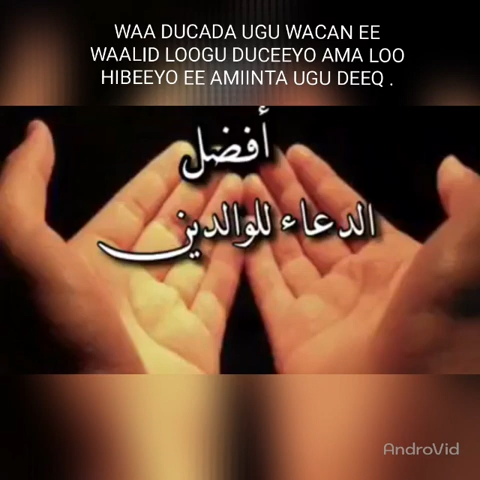 WAA DUCADA UGU WACAN EE
WAALID LOOGU DUCEEYO AMA LOO
HIBEEYO EE AMIINTA UGU DEEQ .
أفضل
الدعاء للوالدين
AndroVid